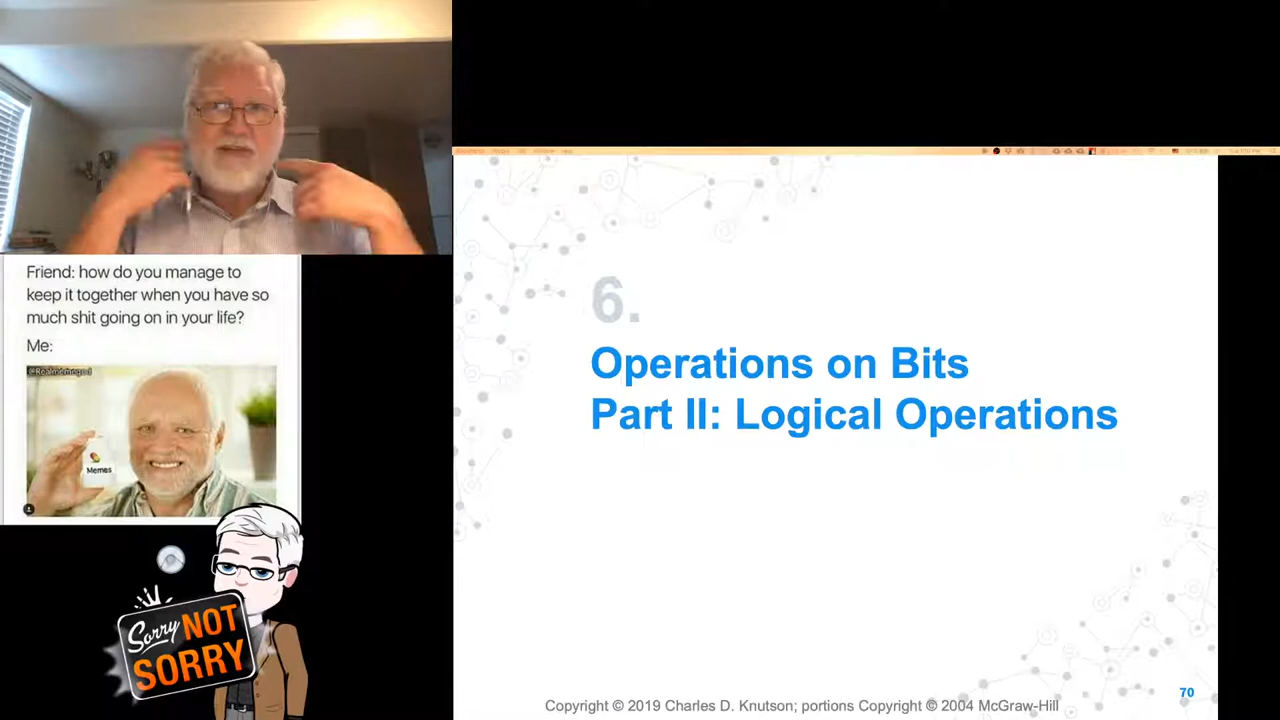 Friend: how do you manage to
keep it together when you have so
much shit going on in your life?
Me:
Memes
Sorry NOT
SORRY
6.
Operations on Bits
Part II: Logical Operations
70
Copyright © 2019 Charles D. Knutson; portions Copyright © 2004 McGraw-Hill